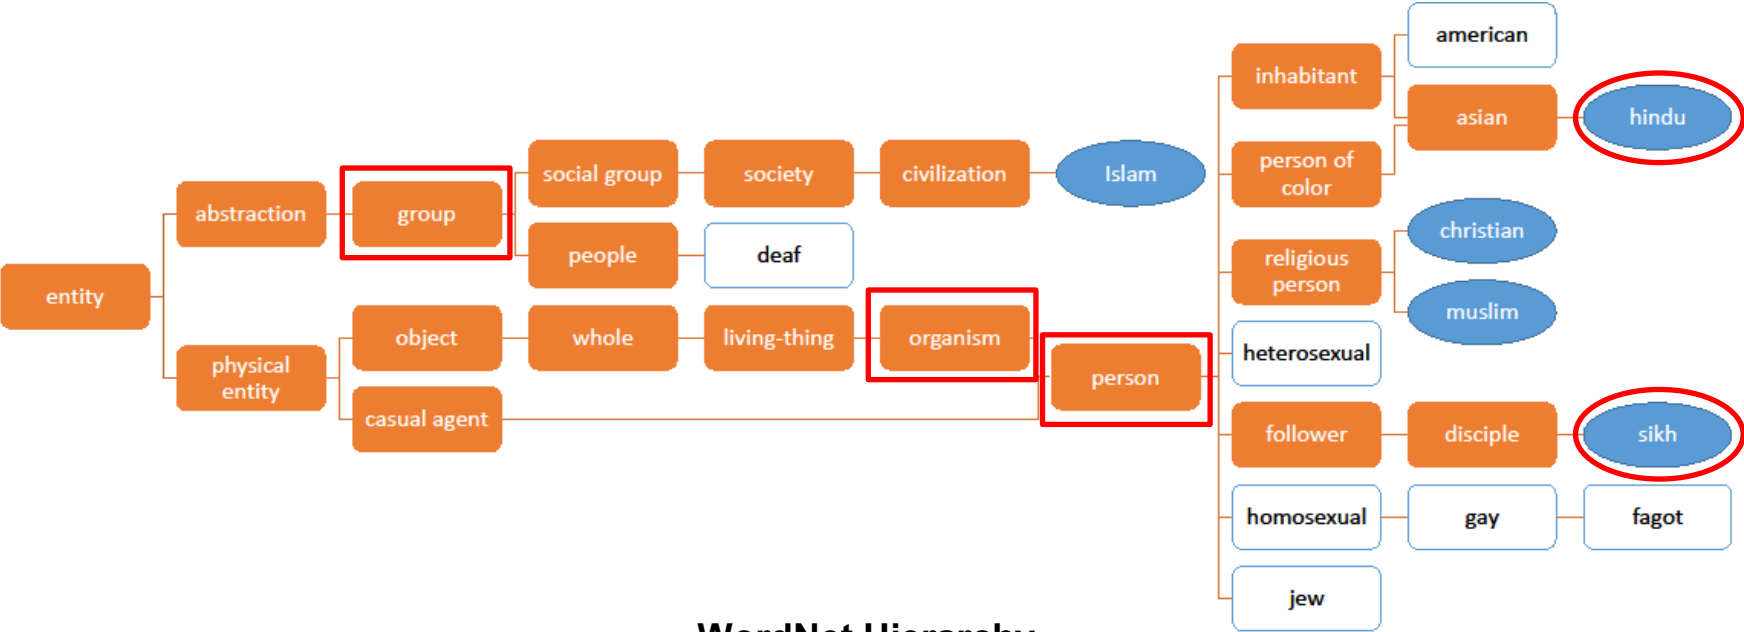 american
inhabitant
asian
hindu
person of
color
social group
society
civilization
Islam
abstraction
group
people
deaf
christian
religious
person
muslim
entity
object
whole
living-thing
organism
heterosexual
physical
entity
person
casual agent
follower
disciple
sikh
homosexual
gay
fagot
jew
WordNet Hierarchy